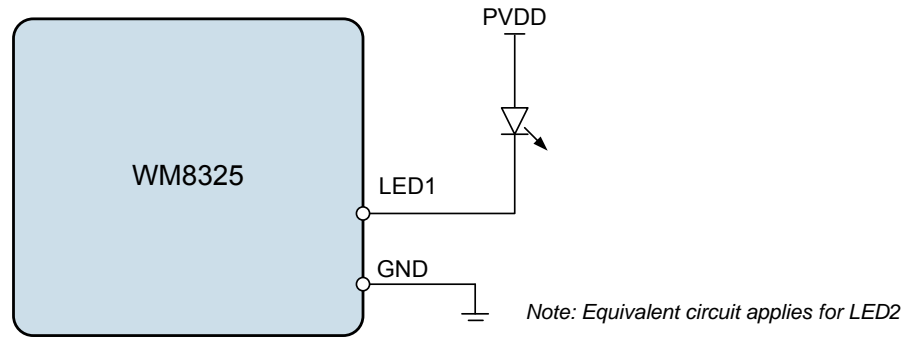 PVDD
WM8325
LED1
GND
Note: Equivalent circuit applies for LED2